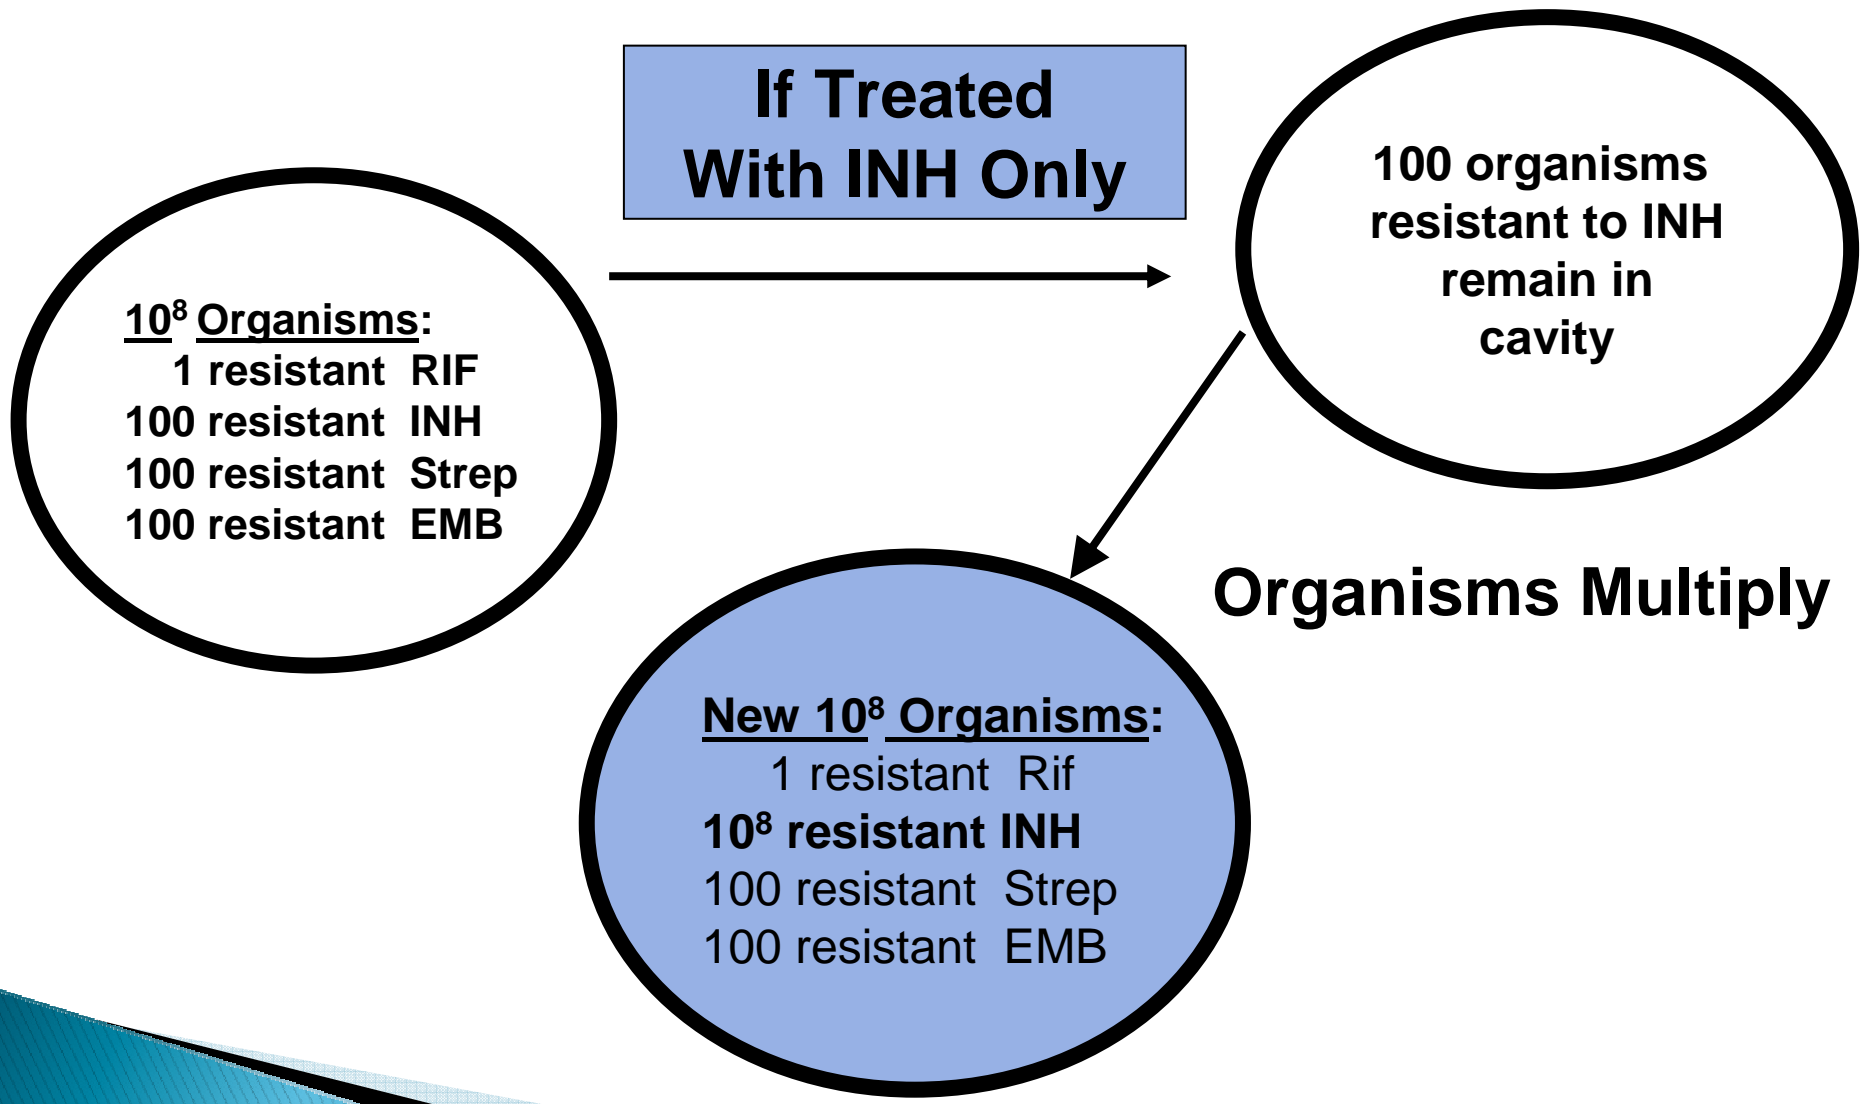 If Treated
With INH Only
10⁸ Organisms:
1 resistant RIF
100 resistant INH
100 resistant Strep
100 resistant EMB
100 organisms
resistant to INH
remain in
cavity
Organisms Multiply
New 10⁸ Organisms:
1 resistant Rif
10⁸ resistant INH
100 resistant Strep
100 resistant EMB